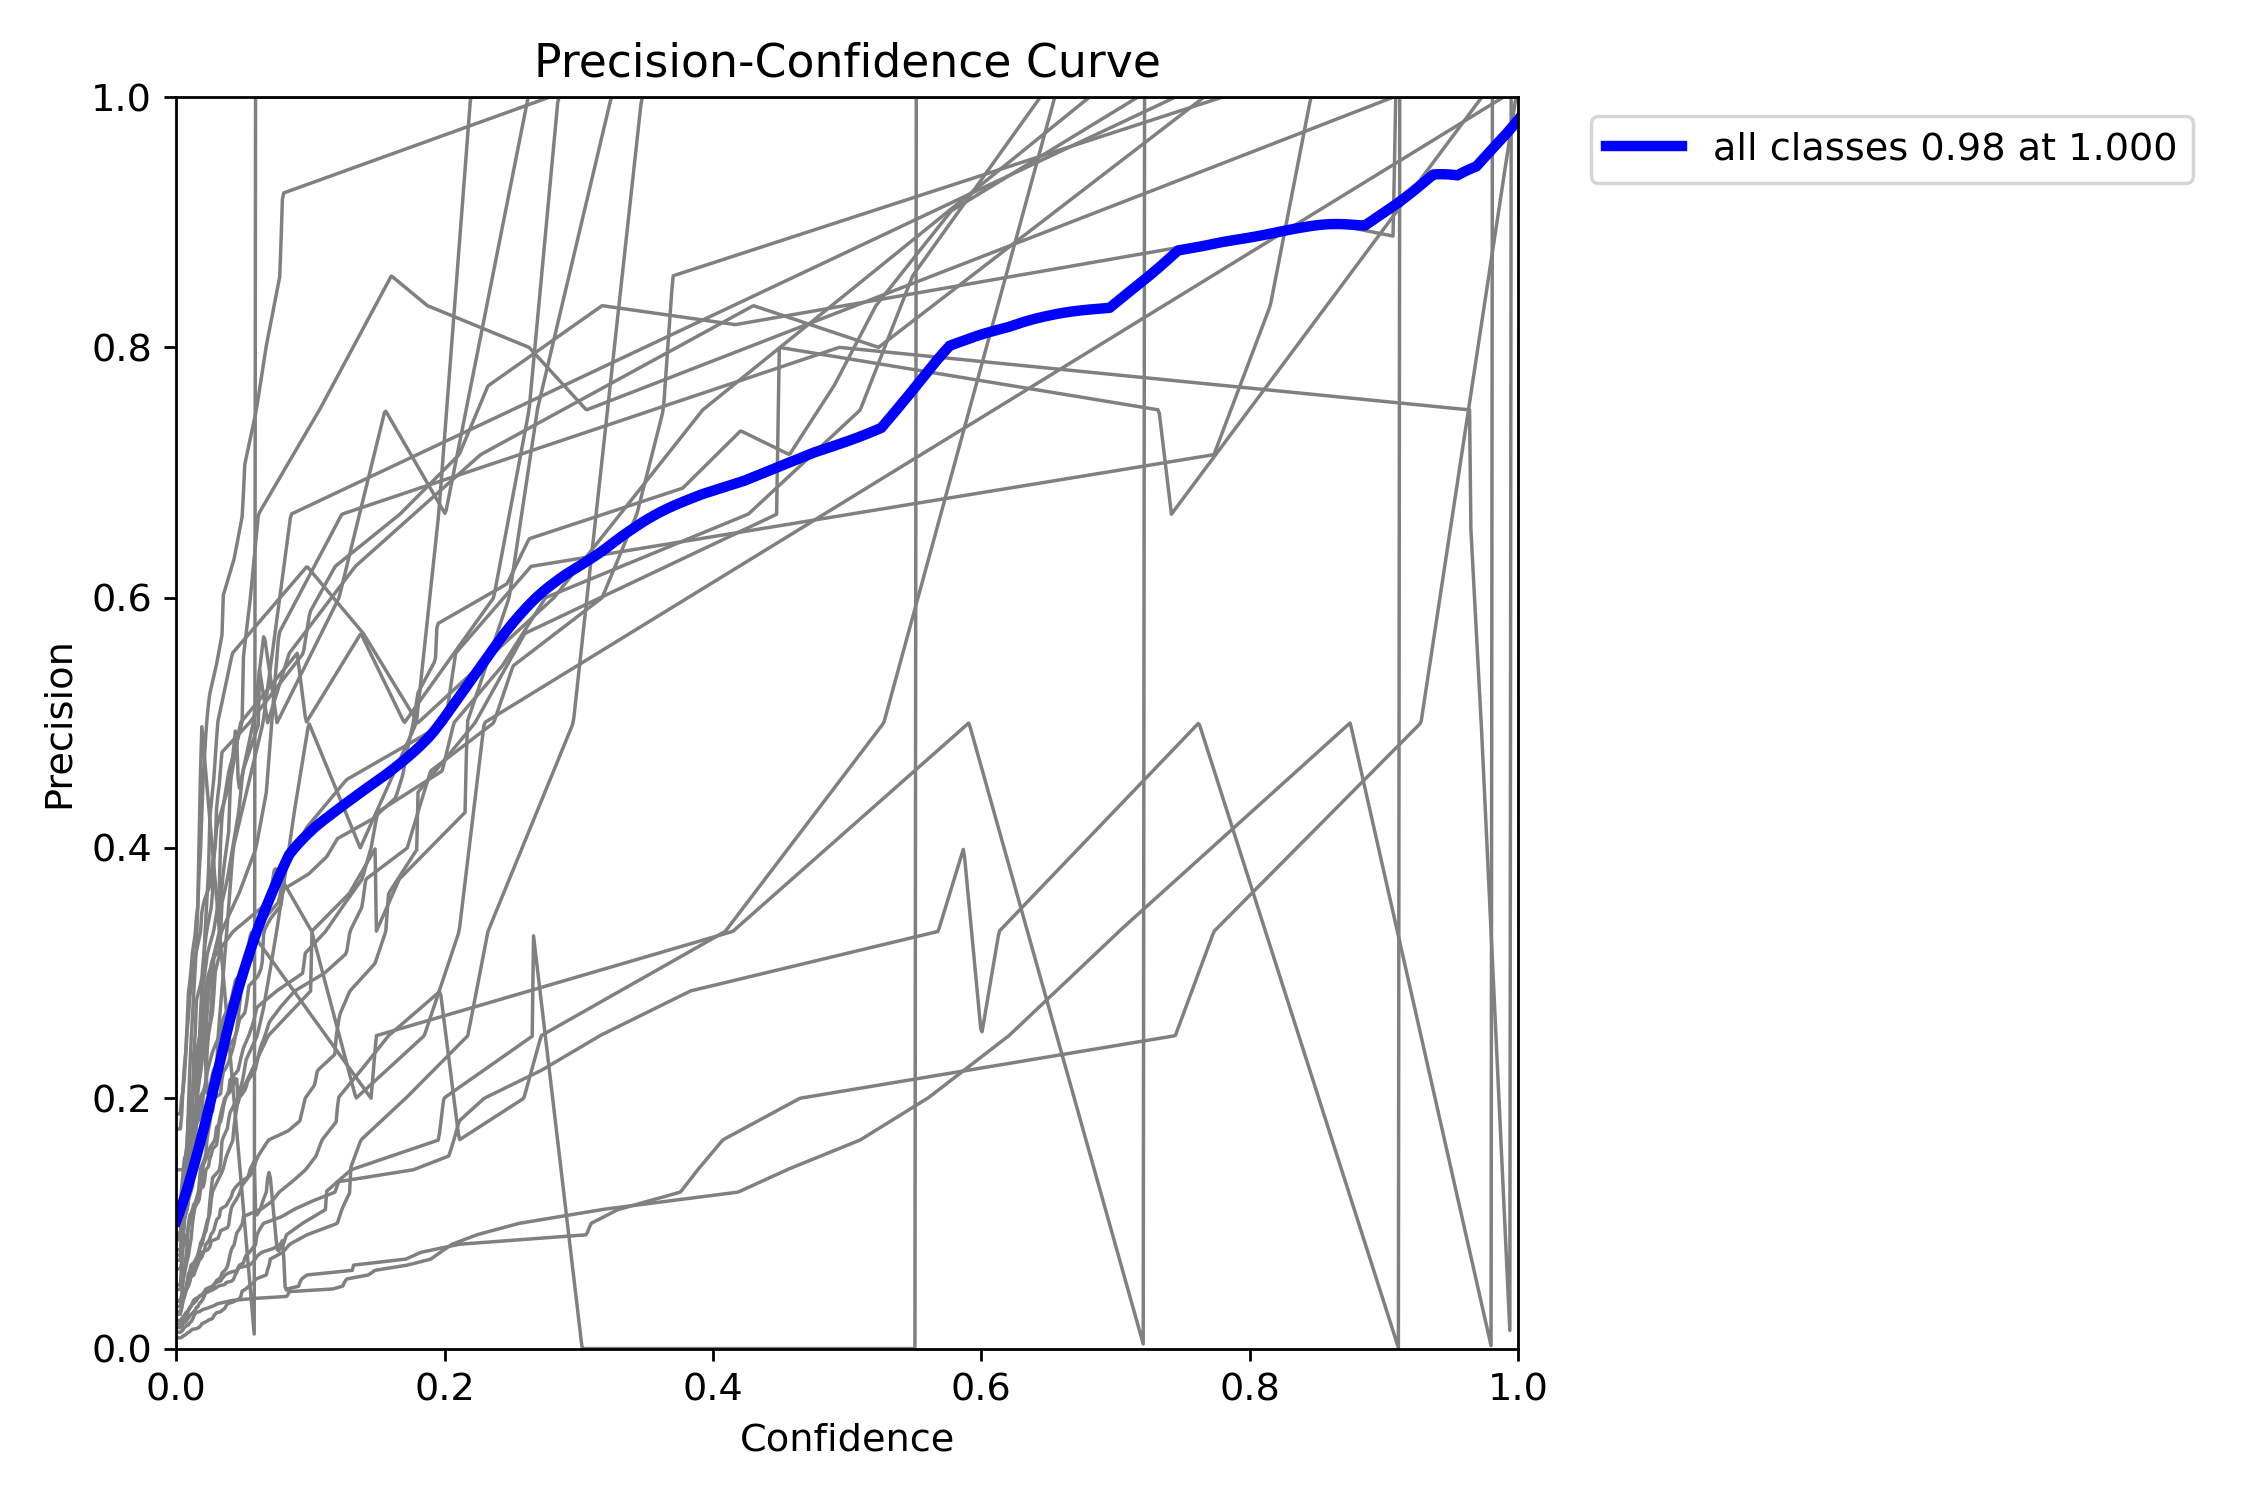 Precision-Confidence Curve
all classes 0.98 at 1.000
Precision
1.0
0.8
0.6
0.4
0.2
0.0
0.0 0.2 0.4 0.6 0.8 1.0
Confidence